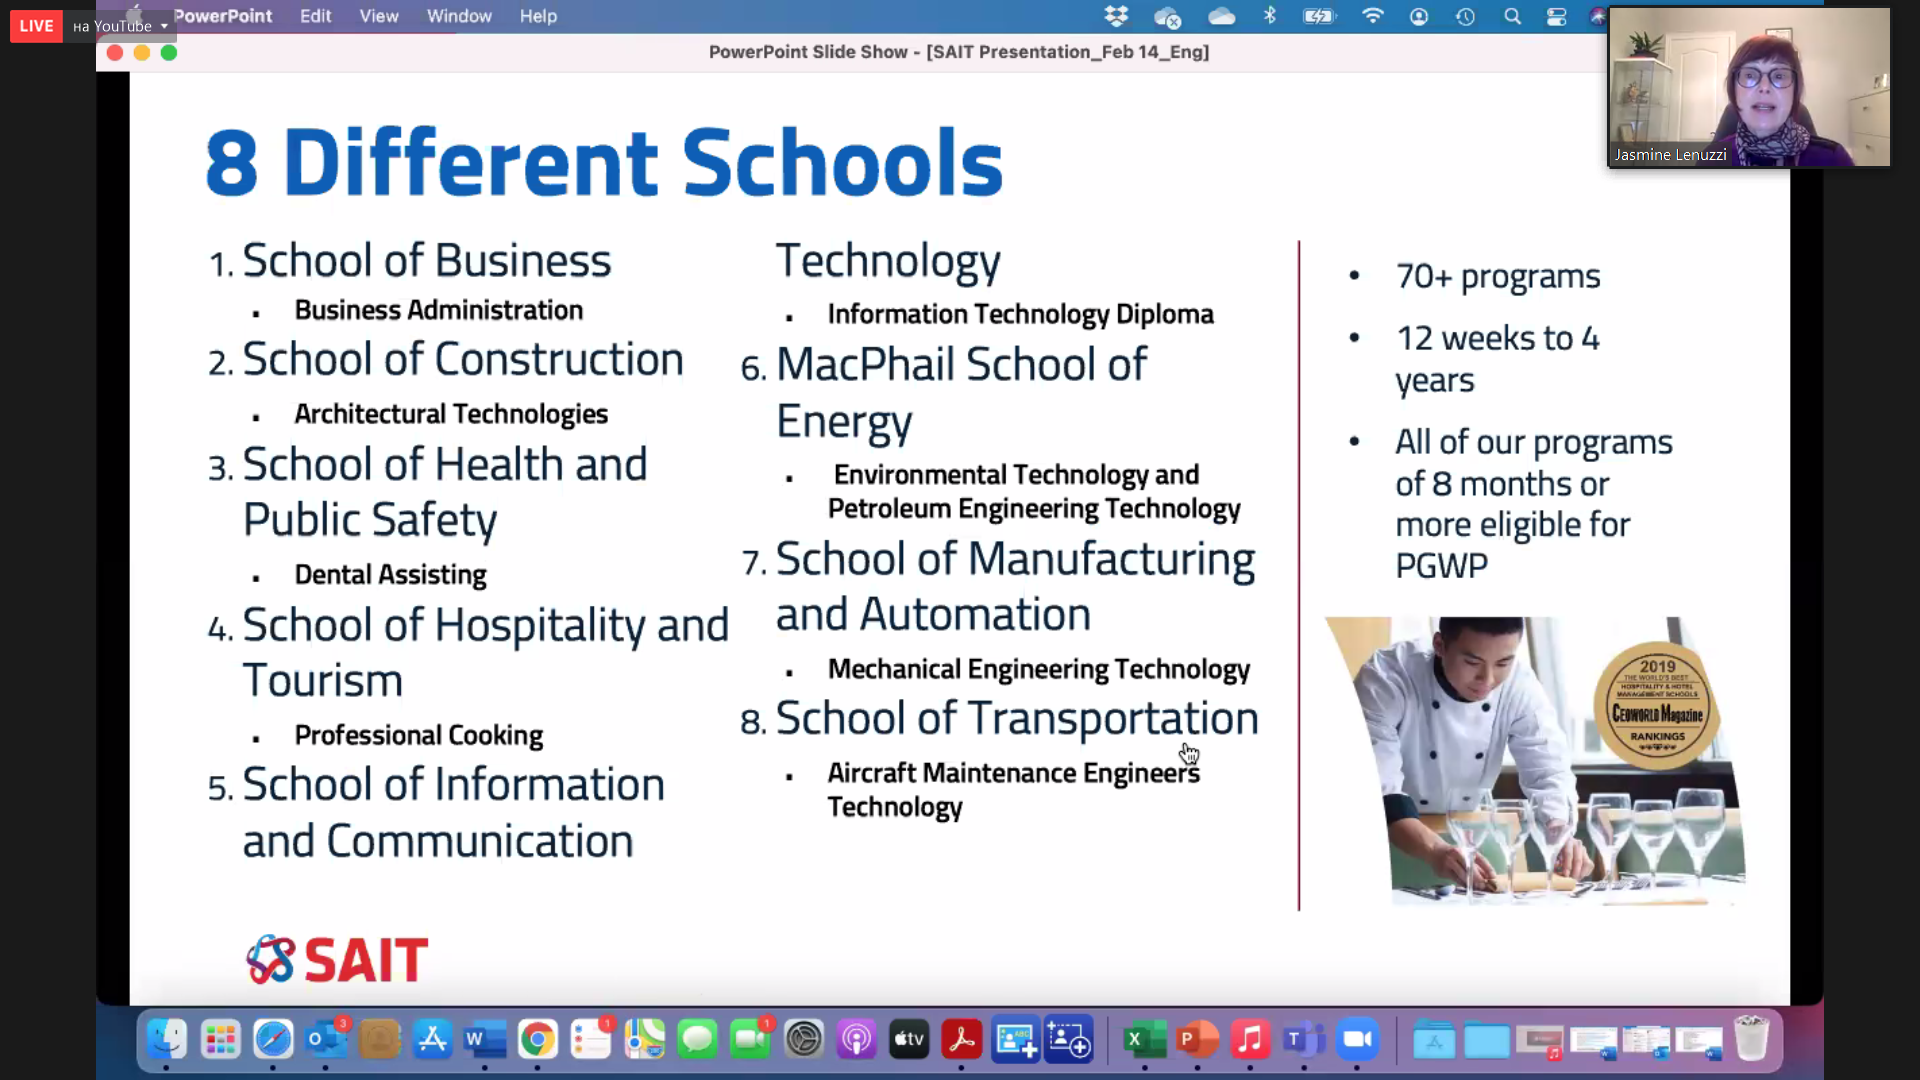 LIVE на YouTube
PowerPoint Edit View Window Help
PowerPoint Slide Show - [SAIT Presentation_Feb 14_Eng]
Jasmine Lenuzzi
8 Different Schools
1. School of Business
▪ Business Administration
2. School of Construction
▪ Architectural Technologies
3. School of Health and
Public Safety
▪ Dental Assisting
4. School of Hospitality and
Tourism
▪ Professional Cooking
5. School of Information
and Communication
Technology
▪ Information Technology Diploma
6. MacPhail School of
Energy
▪ Environmental Technology and
Petroleum Engineering Technology
7. School of Manufacturing
and Automation
▪ Mechanical Engineering Technology
8. School of Transportation
▪ Aircraft Maintenance Engineers
Technology
• 70+ programs
• 12 weeks to 4
years
• All of our programs
of 8 months or
more eligible for
PGWP
2019
THE WORLD'S BEST
HOSPITALITY & HOTEL
MANAGEMENT SCHOOLS
CEOWORLD Magazine
RANKINGS
SAIT
3
1
1
tv
ABC